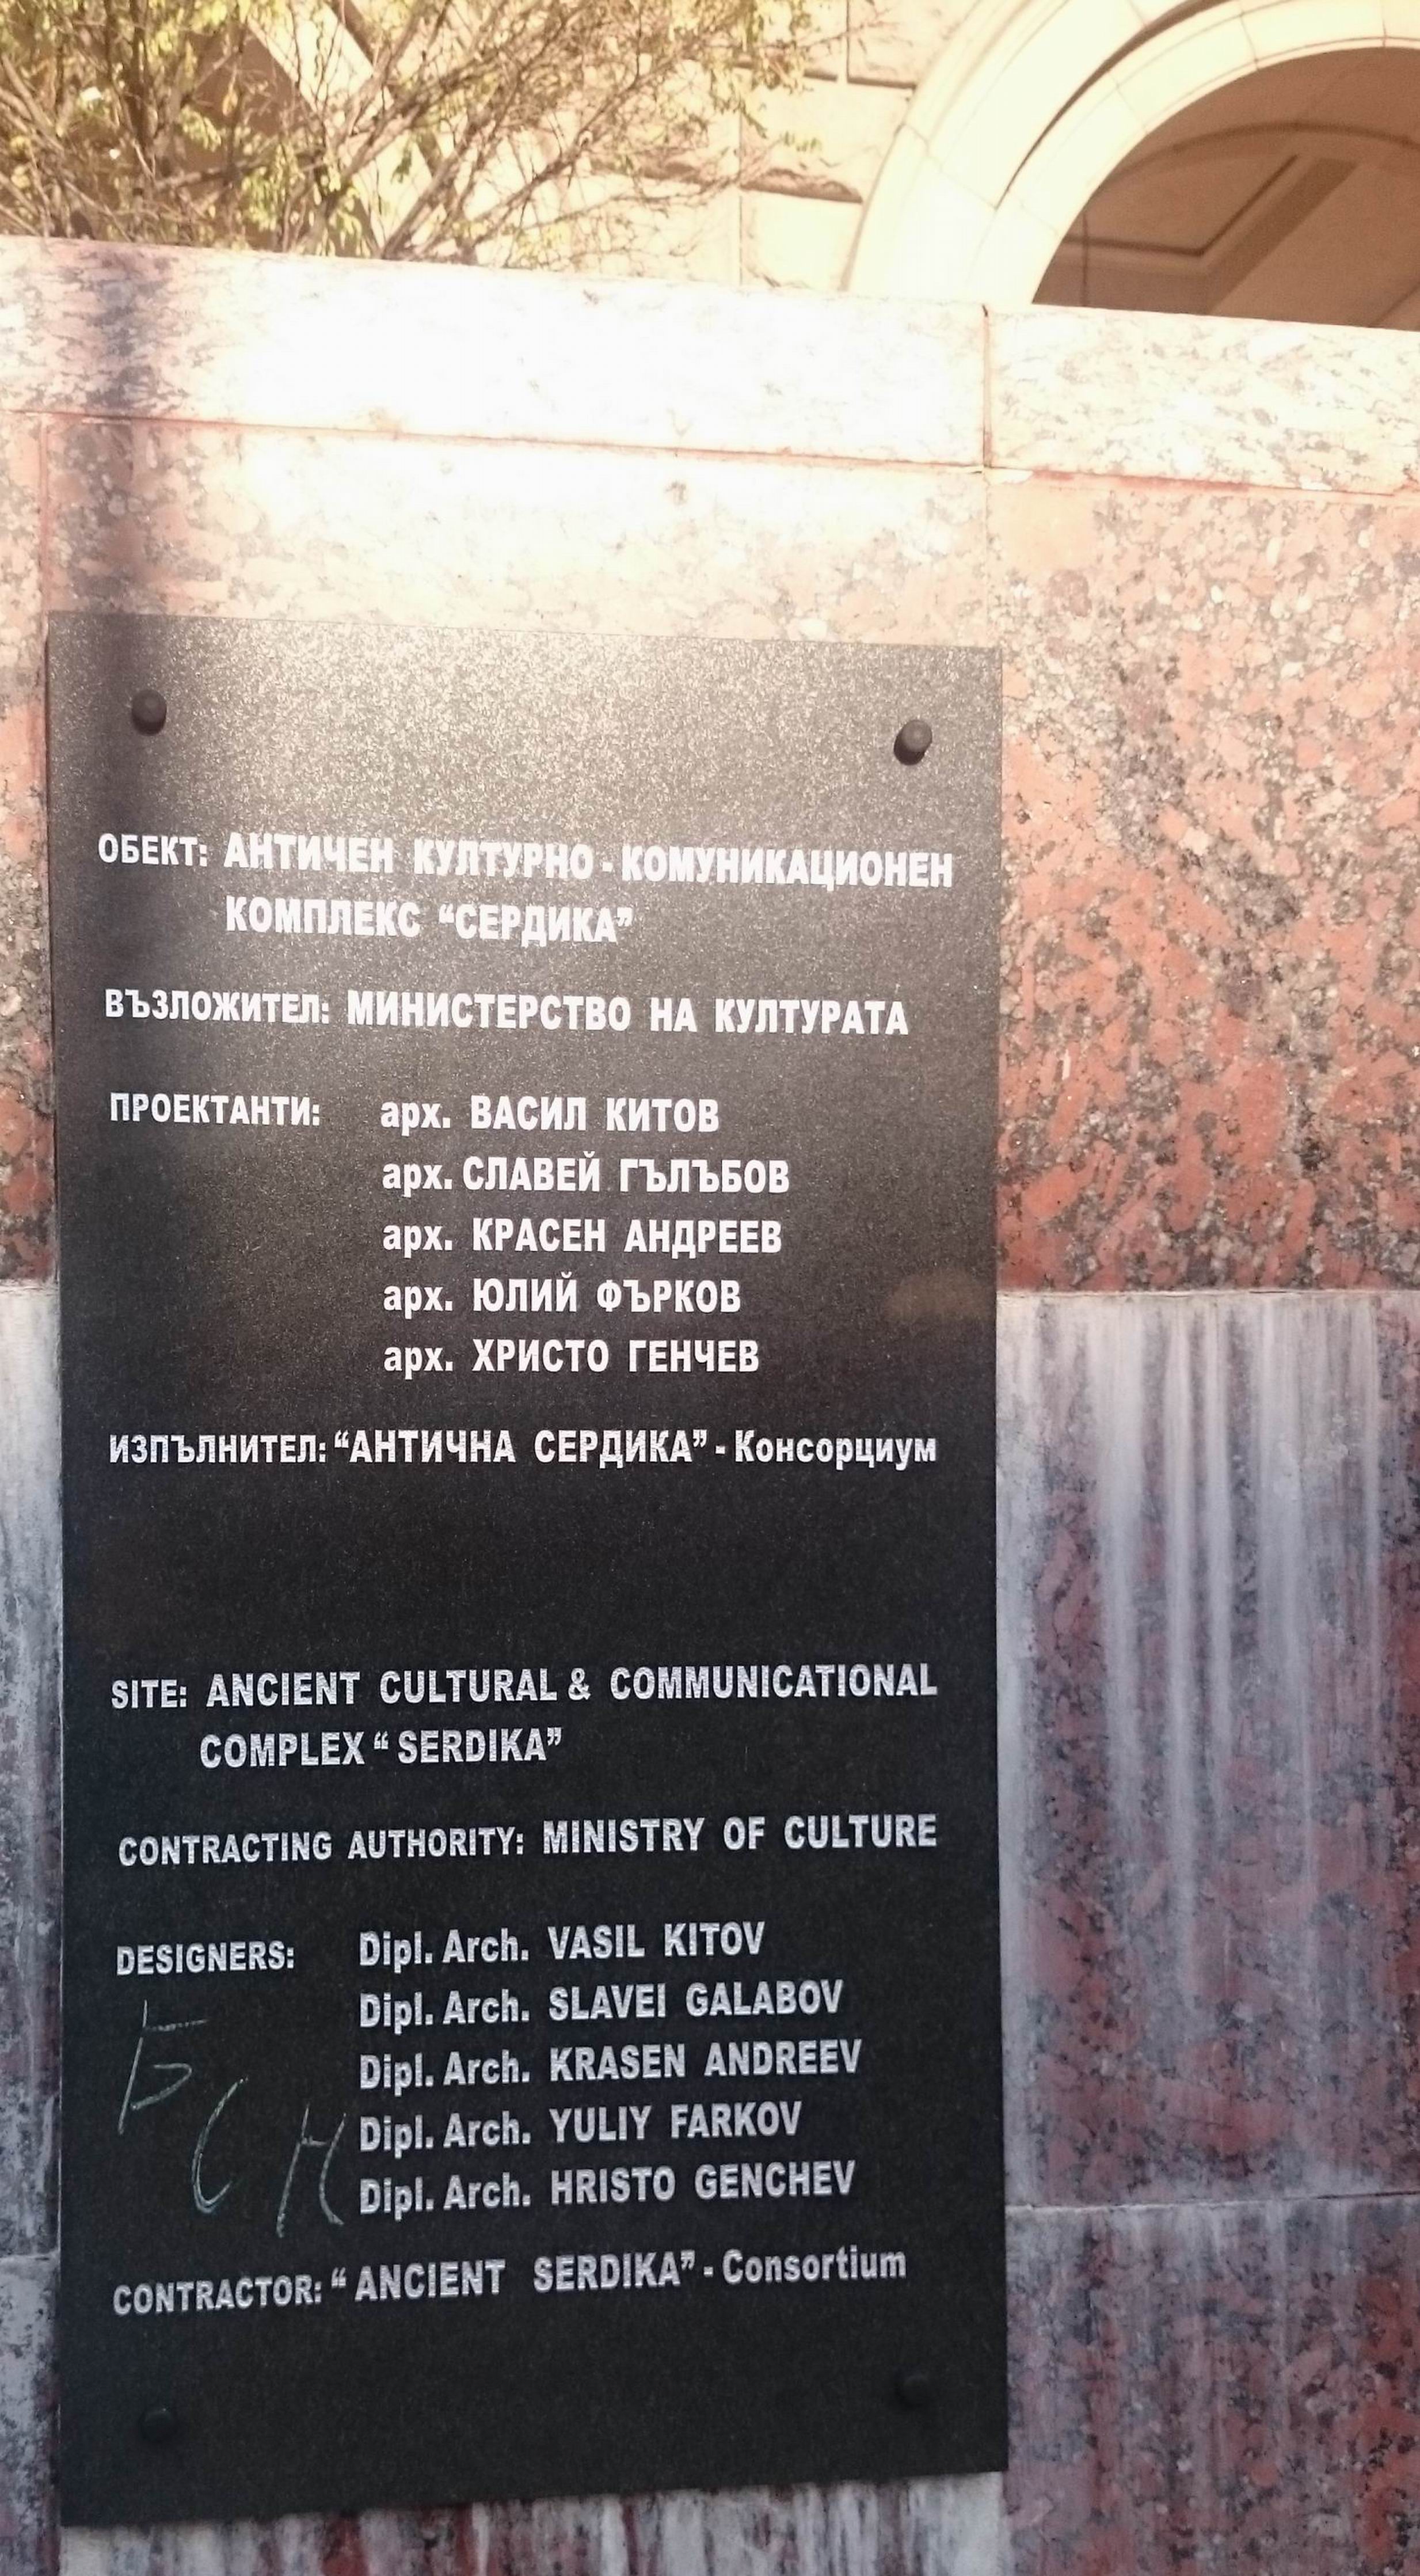 ОБЕКТ: АНТИЧЕН КУЛТУРНО - КОМУНИКАЦИОНЕН
КОМПЛЕКС “СЕРДИКА”
ВЪЗЛОЖИТЕЛ: МИНИСТЕРСТВО НА КУЛТУРАТА
ПРОЕКТАНТИ: арх. ВАСИЛ КИТОВ
арх. СЛАВЕЙ ГЪЛЪБОВ
арх. КРАСЕН АНДРЕЕВ
арх. ЮЛИЙ ФЪРКОВ
арх. ХРИСТО ГЕНЧЕВ
ИЗПЪЛНИТЕЛ: “АНТИЧНА СЕРДИКА” - Консорциум
SITE: ANCIENT CULTURAL & COMMUNICATIONAL
COMPLEX “ SERDIKA”
CONTRACTING AUTHORITY: MINISTRY OF CULTURE
DESIGNERS: Dipl. Arch. VASIL KITOV
Dipl. Arch. SLAVEI GALABOV
Dipl. Arch. KRASEN ANDREEV
Dipl. Arch. YULIY FARKOV
Dipl. Arch. HRISTO GENCHEV
CONTRACTOR: “ ANCIENT SERDIKA” - Consortium